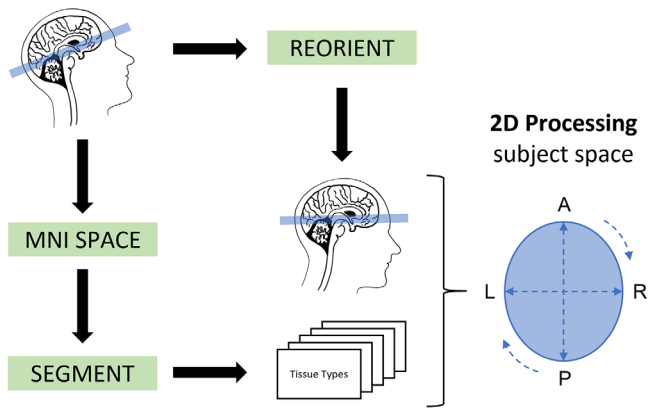 REORIENT
2D Processing
subject space
MNI SPACE
A
L
R
P
SEGMENT
Tissue Types